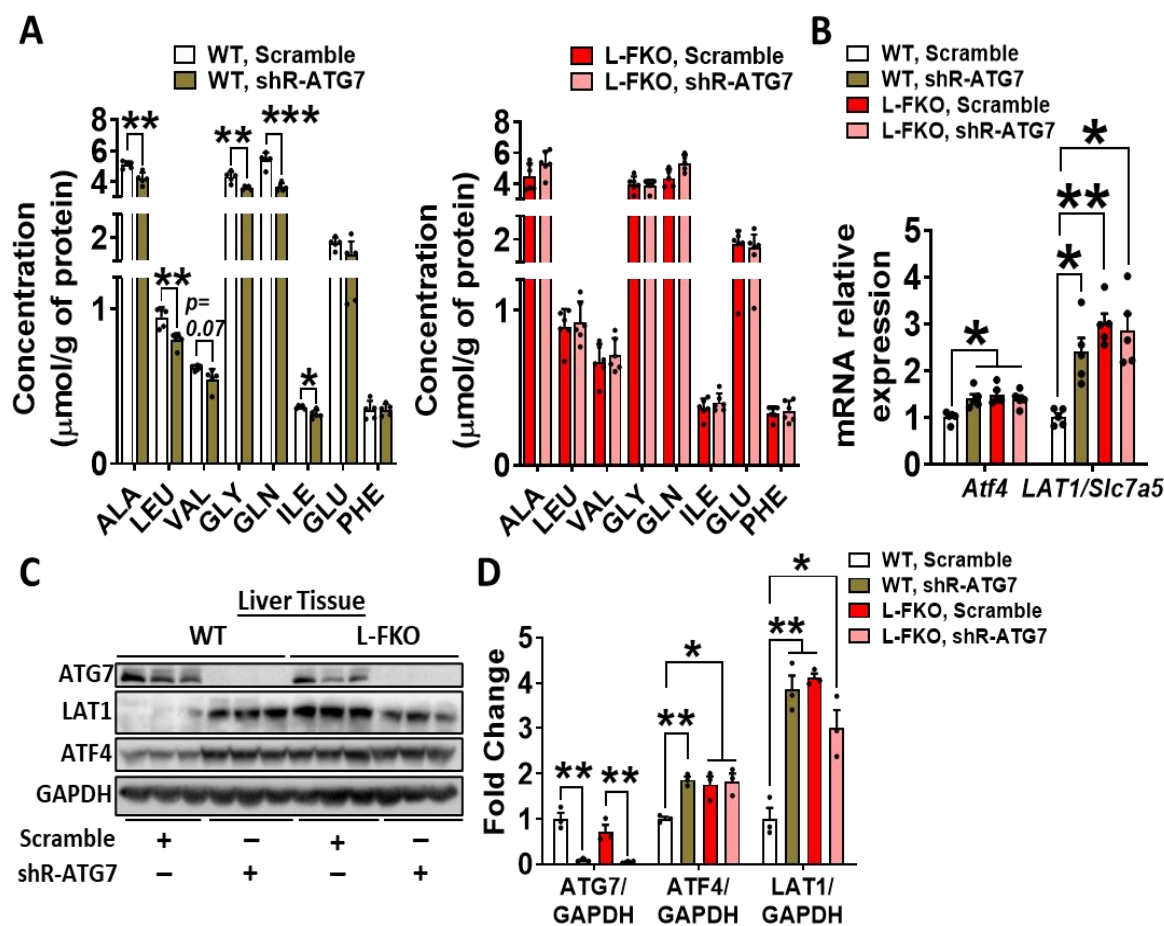 A
WT, Scramble
WT, shR-ATG7
L-FKO, Scramble
L-FKO, shR-ATG7
Concentration
(μmol/g of protein)
8
6
4
2
1
0
**
**
p=
0.07
**
***
*
ALA
LEU
VAL
GLY
GLN
ILE
GLU
PHE
Concentration
(μmol/g of protein)
8
6
4
2
1
0
ALA
LEU
VAL
GLY
GLN
ILE
GLU
PHE
B
WT, Scramble
WT, shR-ATG7
L-FKO, Scramble
L-FKO, shR-ATG7
mRNA relative
expression
5
4
3
2
1
0
*
*
**
*
Atf4
LAT1/Slc7a5
C
Liver Tissue
WT
L-FKO
ATG7
LAT1
ATF4
GAPDH
Scramble + – + –
shR-ATG7 – + – +
D
WT, Scramble
WT, shR-ATG7
L-FKO, Scramble
L-FKO, shR-ATG7
Fold Change
5
4
3
2
1
0
**
**
**
*
**
*
ATG7/
GAPDH
ATF4/
GAPDH
LAT1/
GAPDH